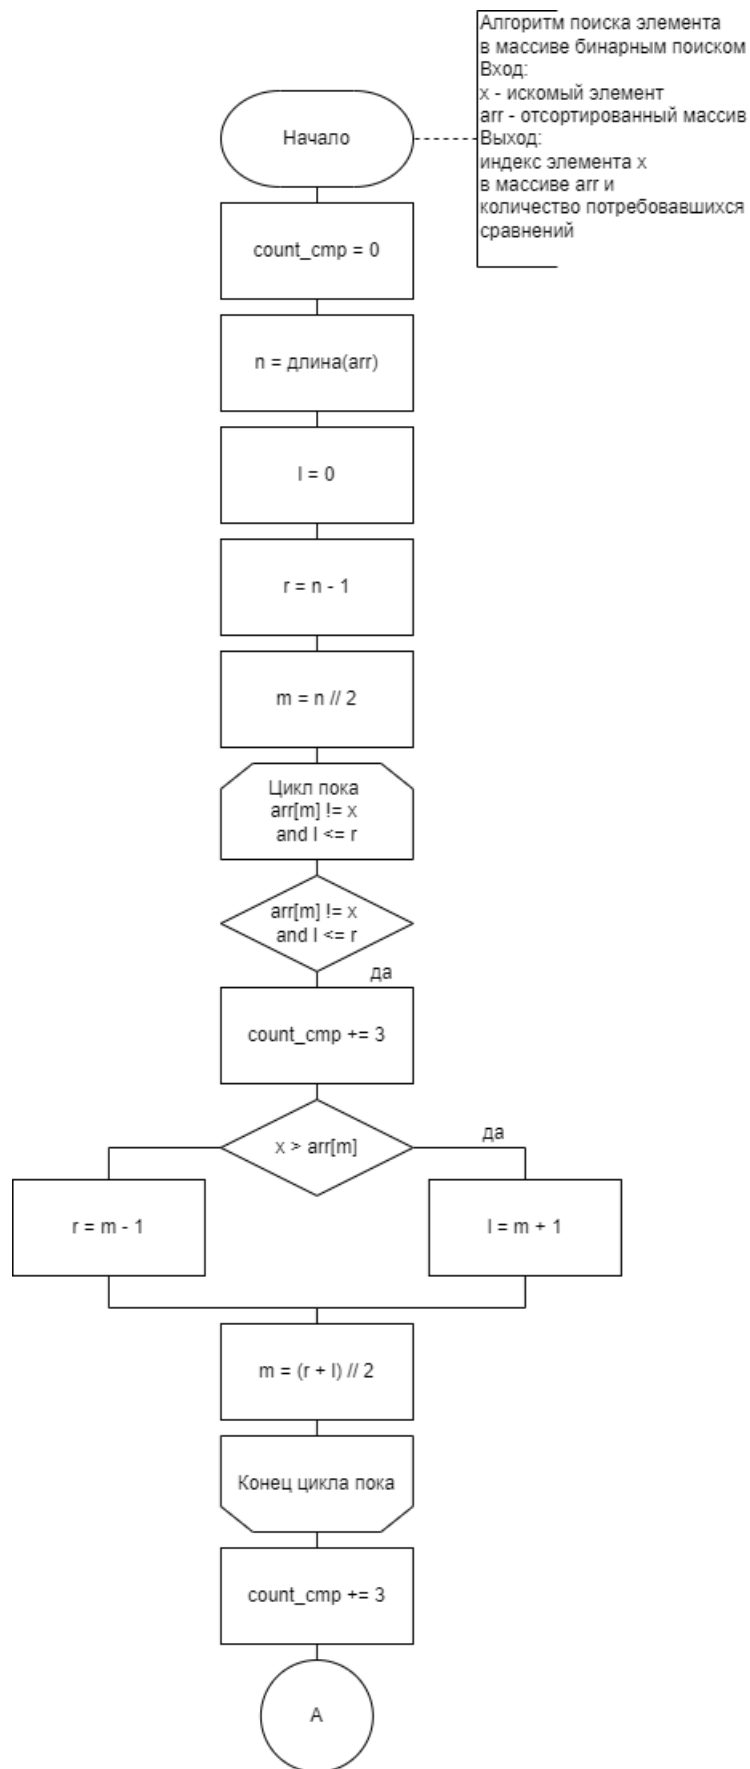 Алгоритм поиска элемента
в массиве бинарным поиском
Вход:
x - искомый элемент
arr - отсортированный массив
Выход:
индекс элемента x
в массиве arr и
количество потребовавшихся
сравнений
Начало
count_cmp = 0
n = длина(arr)
l = 0
r = n - 1
m = n // 2
Цикл пока
arr[m] != x
and l <= r
arr[m] != x
and l <= r
да
count_cmp += 3
x > arr[m]
да
r = m - 1
l = m + 1
m = (r + l) // 2
Конец цикла пока
count_cmp += 3
A